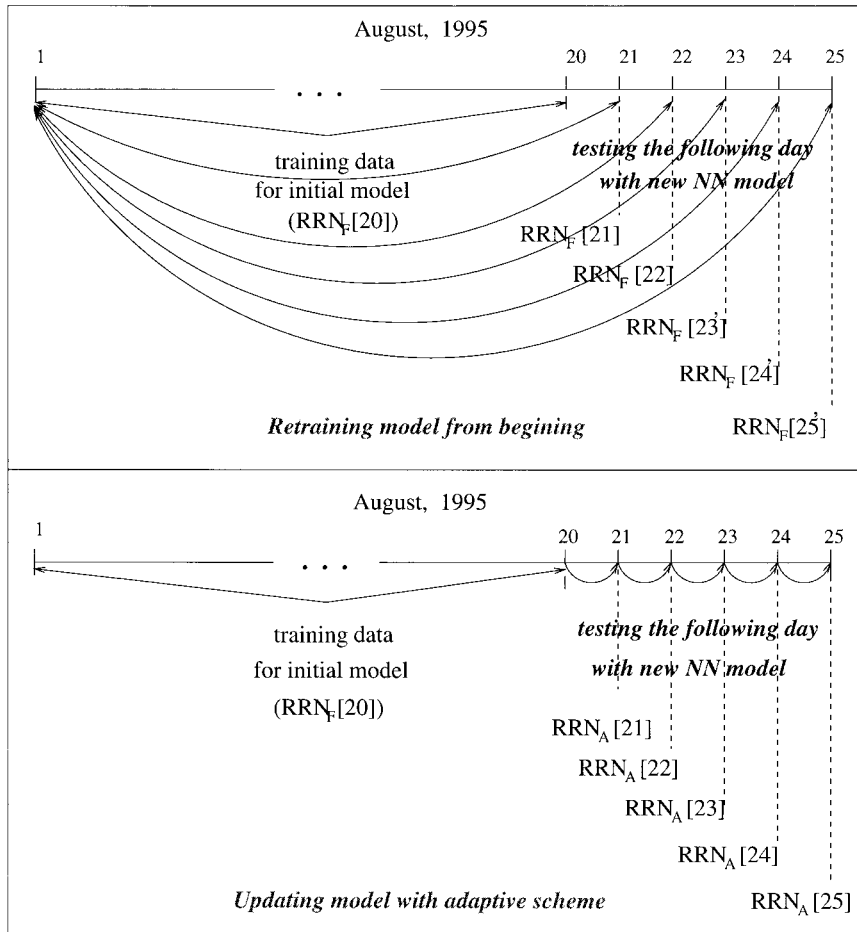 August, 1995
1 20 21 22 23 24 25
. . .
training data
for initial model
(RRN_F[20])
testing the following day
with new NN model
RRN_F[21]
RRN_F[22]
RRN_F[23']
RRN_F[24']
RRN_F[25']
Retraining model from begining
August, 1995
1 20 21 22 23 24 25
. . .
training data
for initial model
(RRN_F[20])
testing the following day
with new NN model
RRN_A[21]
RRN_A[22]
RRN_A[23]
RRN_A[24]
RRN_A[25]
Updating model with adaptive scheme